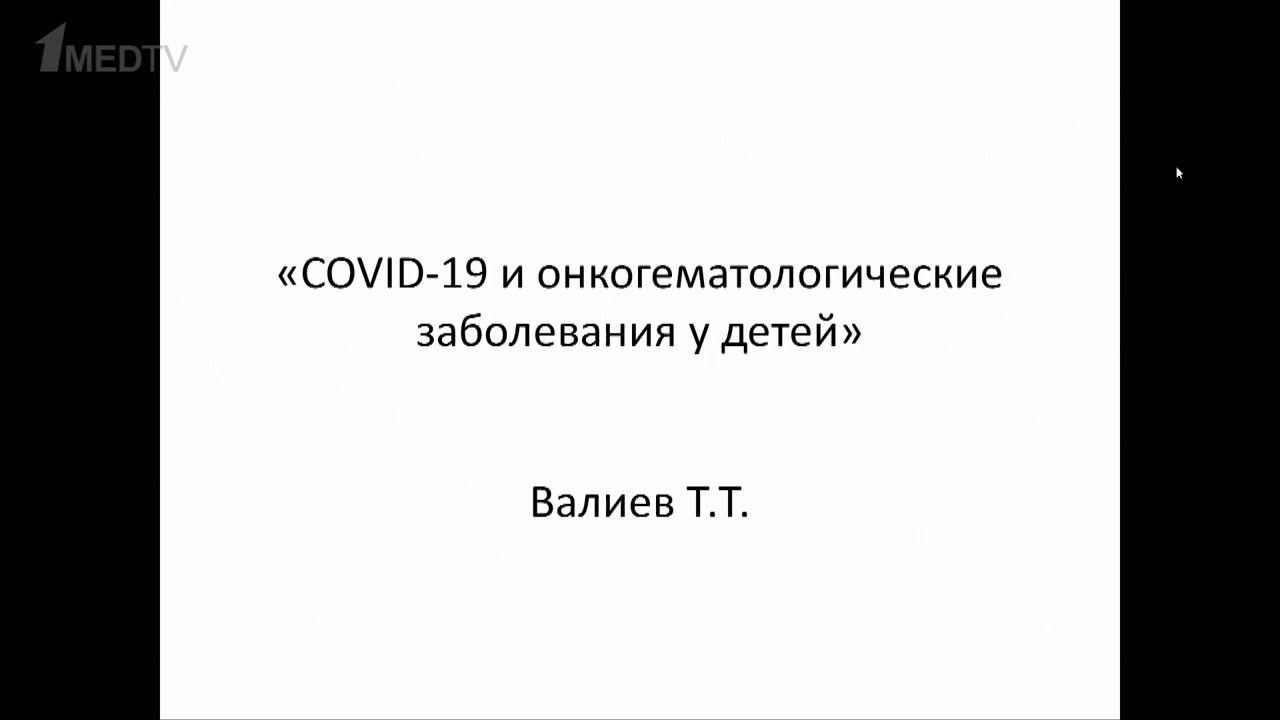 1MEDTV
«COVID-19 и онкогематологические
заболевания у детей»
Валиев Т.Т.